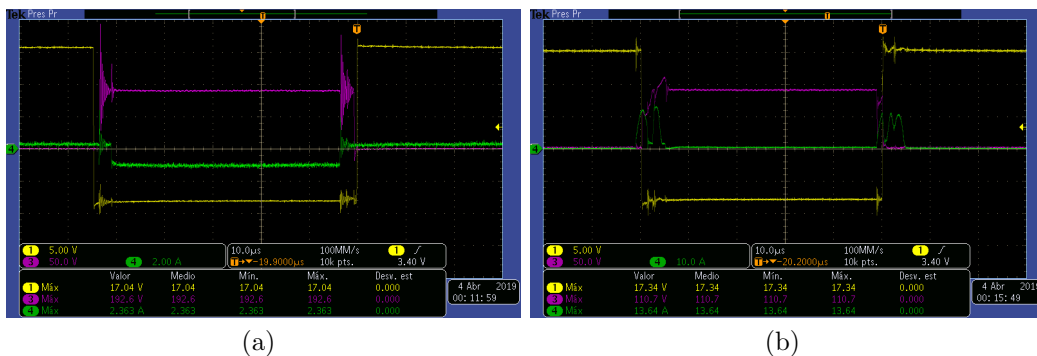 Tek Pres Pr
T
T
4
1 5.00 V
3 50.0 V 4 2.00 A
10.0µs 100MM/s 1
T→▼-19.9000µs 10k pts. 3.40 V
Valor Medio Mín. Máx. Desv. est
1 Máx 17.04 V 17.04 17.04 17.04 0.000
3 Máx 192.6 V 192.6 192.6 192.6 0.000
4 Máx 2.363 A 2.363 2.363 2.363 0.000
4 Abr 2019
00:11:59
(a)
Tek Pres Pr
T
T
4
1 5.00 V
3 50.0 V 4 10.0 A
10.0µs 100MM/s 1
T→▼-20.2000µs 10k pts. 3.40 V
Valor Medio Mín. Máx. Desv. est
1 Máx 17.34 V 17.34 17.34 17.34 0.000
3 Máx 110.7 V 110.7 110.7 110.7 0.000
4 Máx 13.64 A 13.64 13.64 13.64 0.000
4 Abr 201
00:15:49
(b)